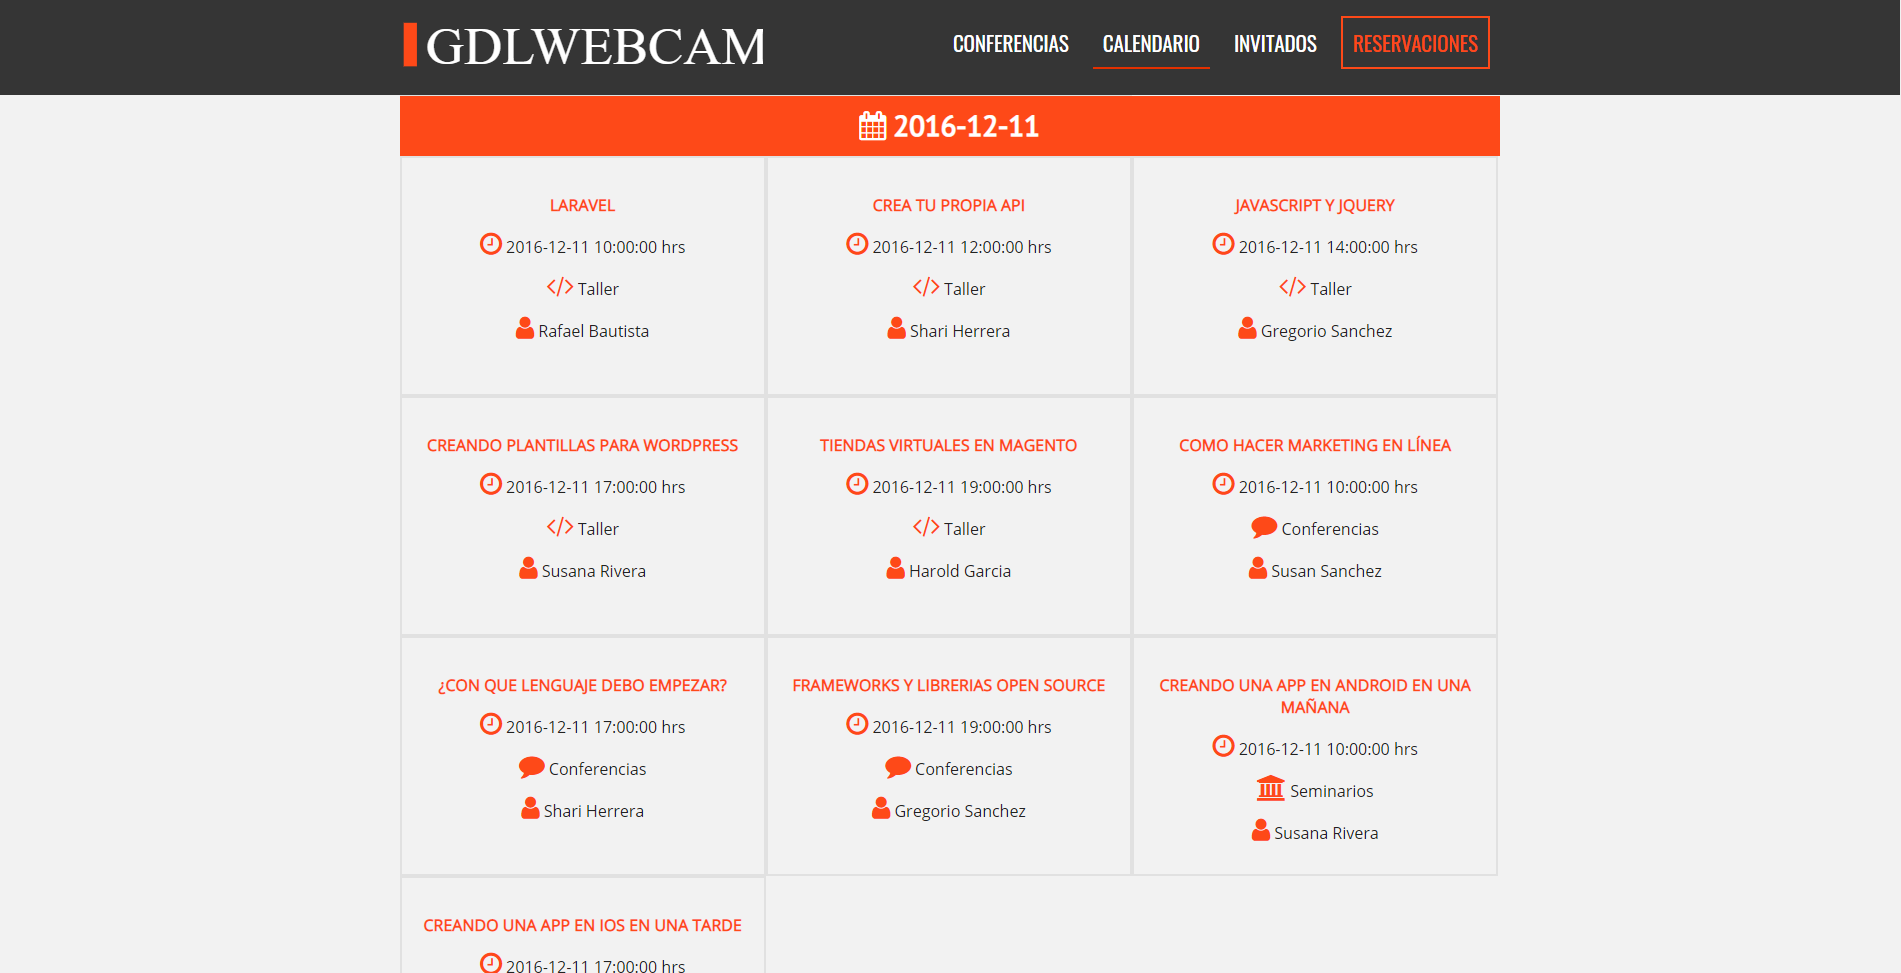 GDLWEBCAM
CONFERENCIAS CALENDARIO INVITADOS RESERVACIONES
2016-12-11
LARAVEL
2016-12-11 10:00:00 hrs
Taller
Rafael Bautista
CREA TU PROPIA API
2016-12-11 12:00:00 hrs
Taller
Shari Herrera
JAVASCRIPT Y JQUERY
2016-12-11 14:00:00 hrs
Taller
Gregorio Sanchez
CREANDO PLANTILLAS PARA WORDPRESS
2016-12-11 17:00:00 hrs
Taller
Susana Rivera
TIENDAS VIRTUALES EN MAGENTO
2016-12-11 19:00:00 hrs
Taller
Harold Garcia
COMO HACER MARKETING EN LÍNEA
2016-12-11 10:00:00 hrs
Conferencias
Susan Sanchez
¿CON QUE LENGUAJE DEBO EMPEZAR?
2016-12-11 17:00:00 hrs
Conferencias
Shari Herrera
FRAMEWORKS Y LIBRERIAS OPEN SOURCE
2016-12-11 19:00:00 hrs
Conferencias
Gregorio Sanchez
CREANDO UNA APP EN ANDROID EN UNA
MAÑANA
2016-12-11 10:00:00 hrs
Seminarios
Susana Rivera
CREANDO UNA APP EN IOS EN UNA TARDE
2016-12-11 17:00:00 hrs